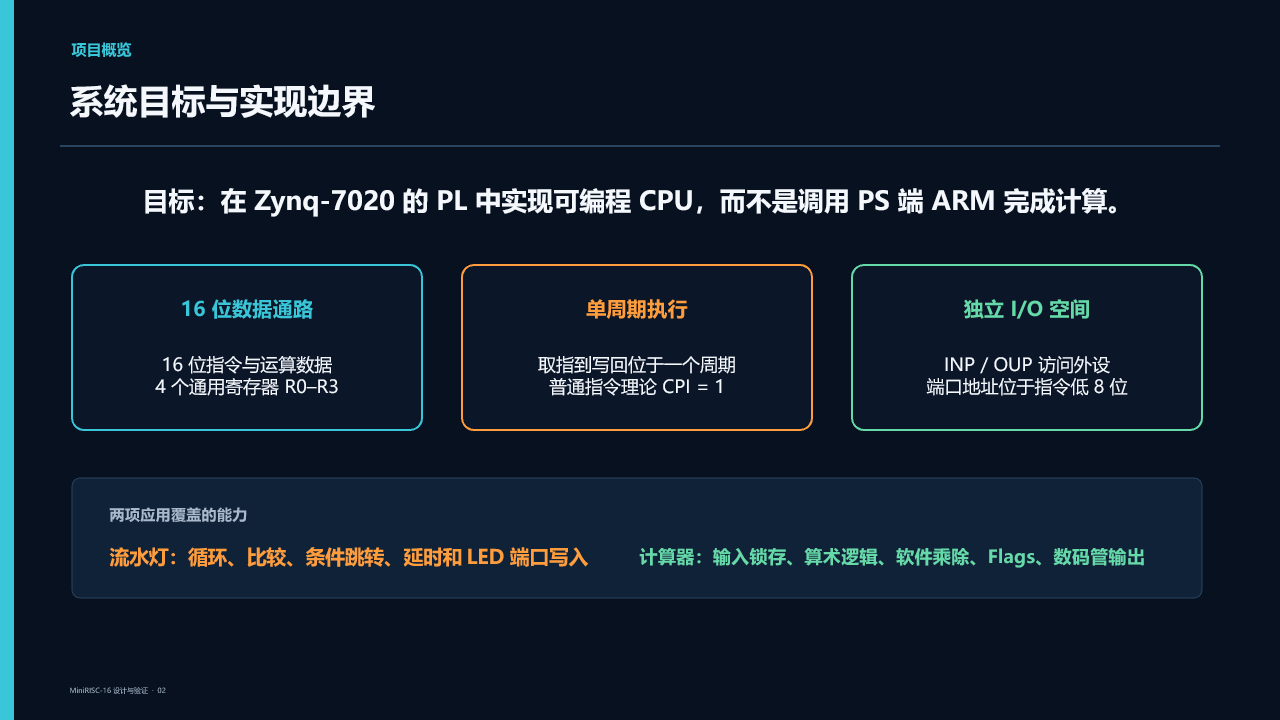 项目概览
系统目标与实现边界
目标：在 Zynq-7020 的 PL 中实现可编程 CPU，而不是调用 PS 端 ARM 完成计算。
16 位数据通路
16 位指令与运算数据
4 个通用寄存器 R0–R3
单周期执行
取指到写回位于一个周期
普通指令理论 CPI = 1
独立 I/O 空间
INP / OUP 访问外设
端口地址位于指令低 8 位
两项应用覆盖的能力
流水灯：循环、比较、条件跳转、延时和 LED 端口写入
计算器：输入锁存、算术逻辑、软件乘除、Flags、数码管输出
MiniRISC-16 设计与验证 · 02